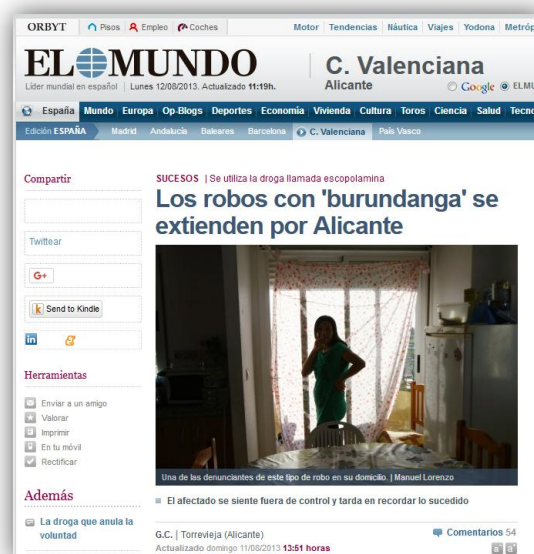 ORBYT Pisos Empleo Coches Motor Tendencias Náutica Viajes Yodona
EL MUNDO
Líder mundial en español Lunes 12/08/2013. Actualizado 11:19h.
C. Valenciana
Alicante
Google
España Mundo Europa Op-Blogs Deportes Economía Vivienda Cultura Toros Ciencia Salud
Edición ESPAÑA Madrid Andalucía Baleares Barcelona C. Valenciana País Vasco
Compartir
Twittear
G+
k Send to Kindle
in
Herramientas
Enviar a un amigo
Valorar
Imprimir
En tu móvil
Rectificar
Además
La droga que anula la
voluntad
SUCESOS | Se utiliza la droga llamada escopolamina
Los robos con 'burundanga' se
extienden por Alicante
Una de las denunciantes de este tipo de robo en su domicilio. | Manuel Lorenzo
El afectado se siente fuera de control y tarda en recordar lo sucedido
G.C. | Torrevieja (Alicante)
Actualizado domingo 11/08/2013 13:51 horas
Comentarios 54
a a